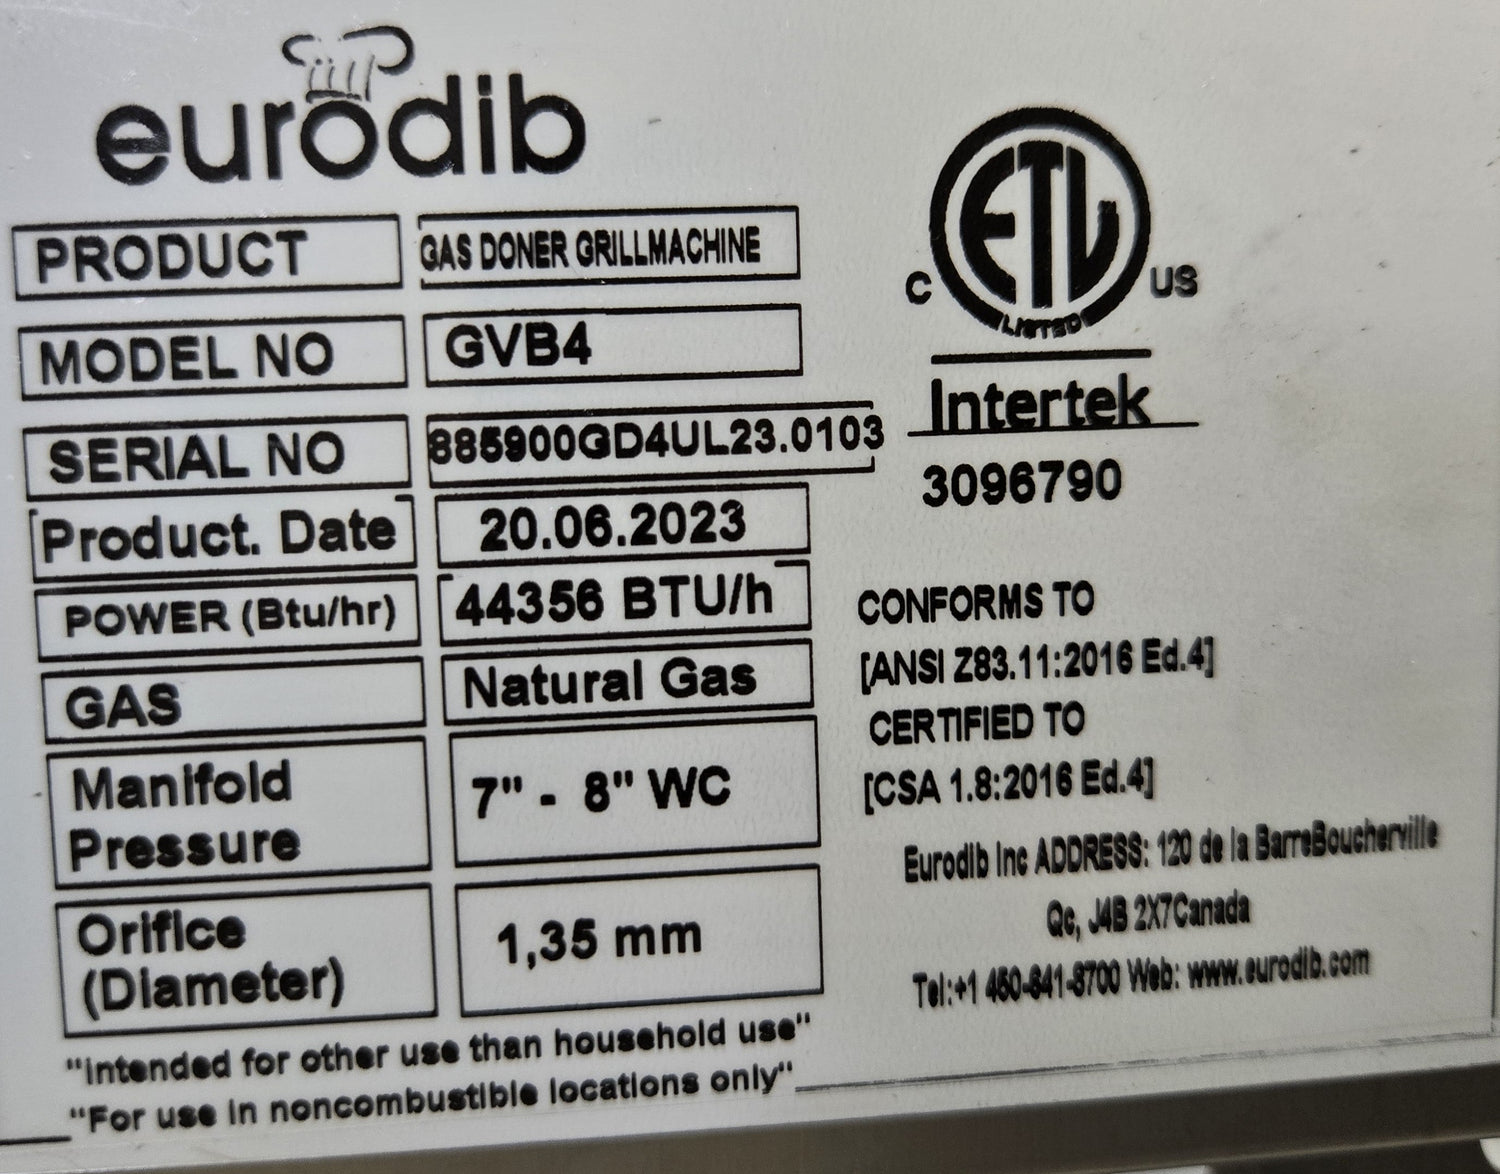 eurodib
PRODUCT GAS DONER GRILLMACHINE
MODEL NO GVB4
SERIAL NO 885900GD4UL23.0103
Product. Date 20.06.2023
POWER (Btu/hr) 44356 BTU/h
GAS Natural Gas
Manifold
Pressure
7" - 8" WC
Orifice
(Diameter)
1,35 mm
"intended for other use than household use"
"For use in noncombustible locations only"
ETL
C US
LISTED
Intertek
3096790
CONFORMS TO
[ANSI Z83.11:2016 Ed.4]
CERTIFIED TO
[CSA 1.8:2016 Ed.4]
Eurodib Inc ADDRESS: 120 de la BarreBoucherville
Qc, J4B 2X7Canada
Tel:+1 450-641-8700 Web: www.eurodib.com